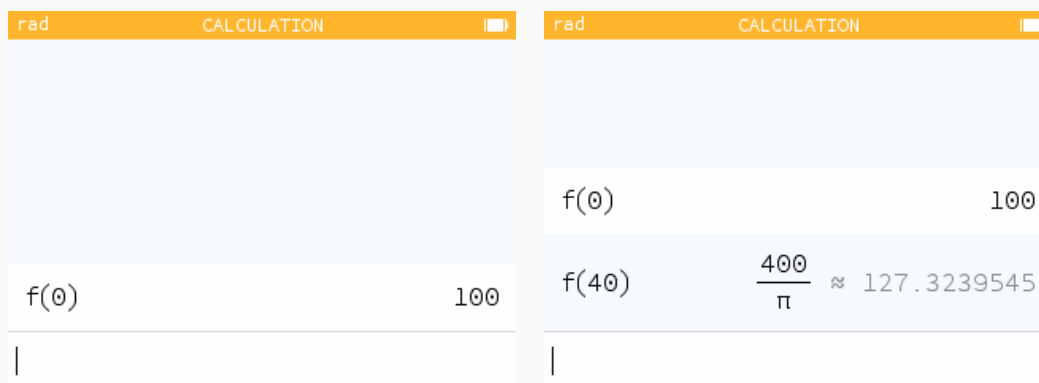 rad CALCULATION
f(0) 100
rad CALCULATION
f(0) 100
f(40) 400/π ≈ 127.3239545